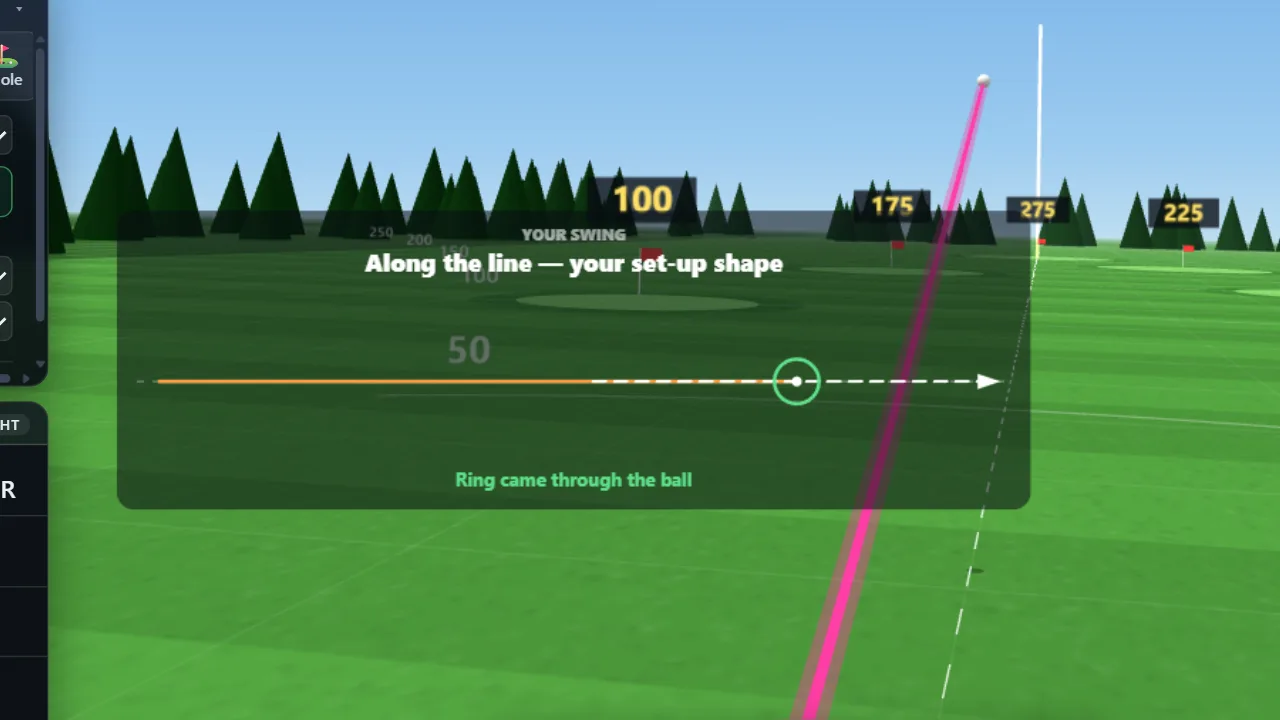 ole
100
175
275
225
250
200
150
100
YOUR SWING
Along the line — your set-up shape
50
HT
Ring came through the ball
R